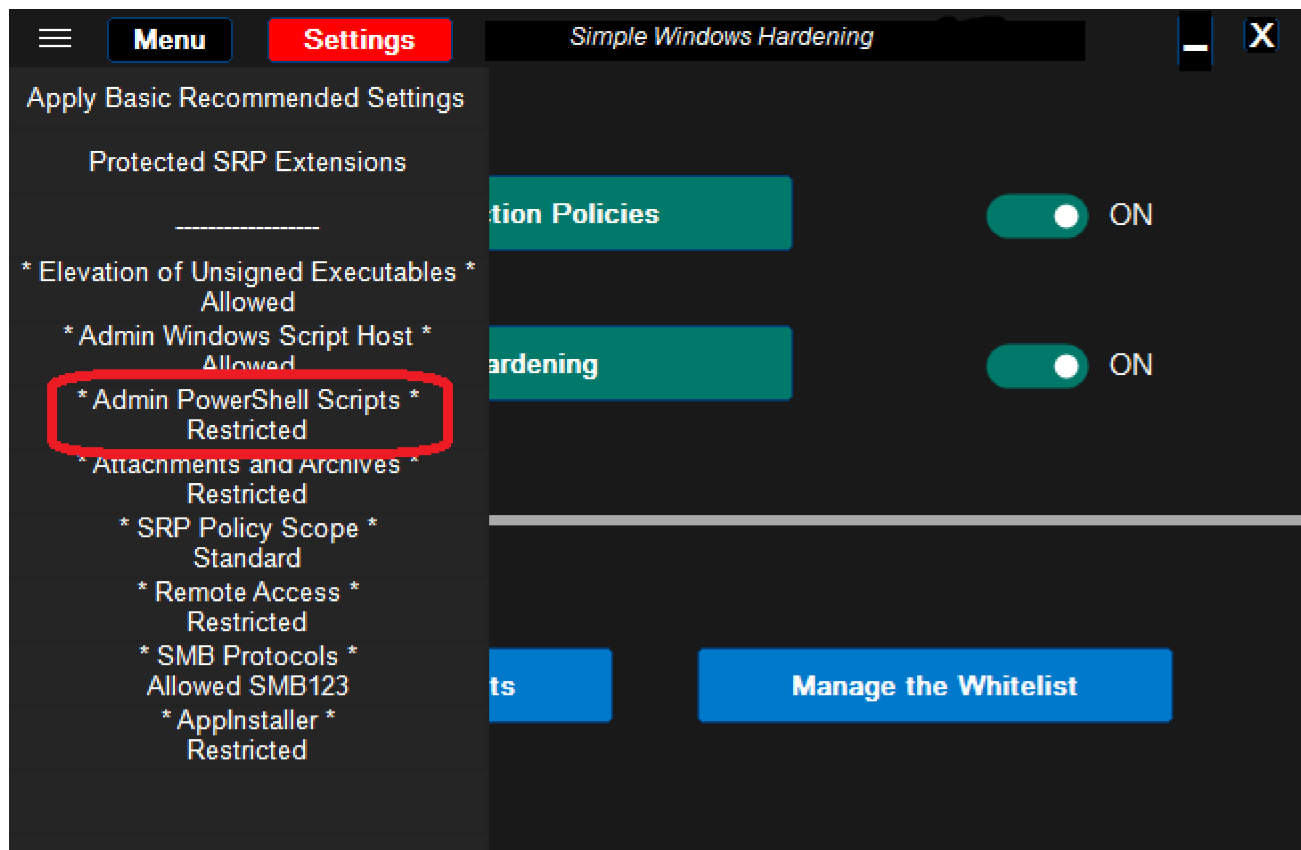 Menu Settings Simple Windows Hardening _ X
Apply Basic Recommended Settings
Protected SRP Extensions
------------------
* Elevation of Unsigned Executables *
Allowed
* Admin Windows Script Host *
Allowed
* Admin PowerShell Scripts *
Restricted
* Attachments and Archives *
Restricted
* SRP Policy Scope *
Standard
* Remote Access *
Restricted
* SMB Protocols *
Allowed SMB123
* AppInstaller *
Restricted
tion Policies ON
ardening ON
ts Manage the Whitelist